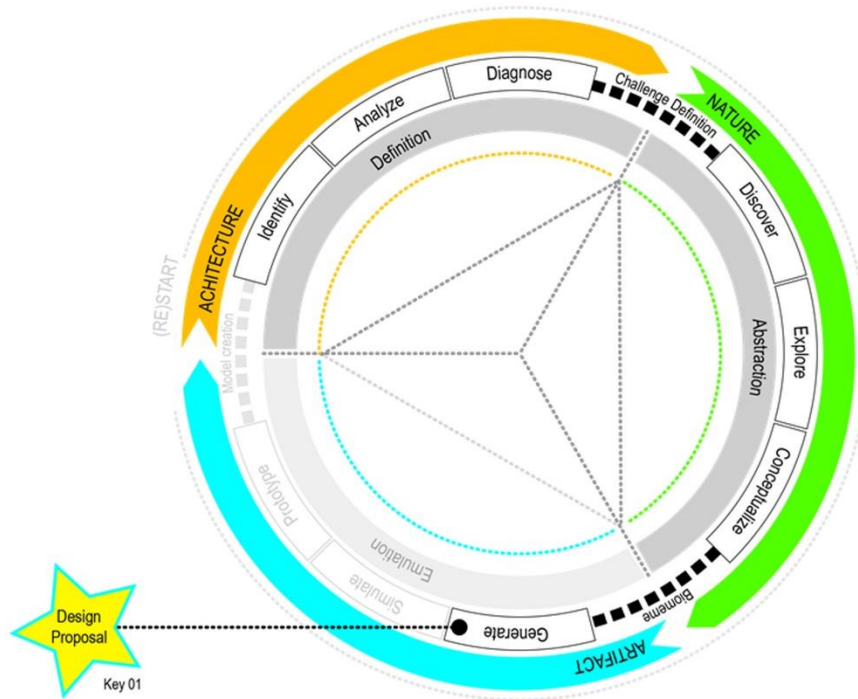 Diagnose
Challenge Definition
NATURE
Analyze
Definition
Identify
ACHITECTURE
(RE)START
Discover
Explore
Abstraction
Conceptualize
Model creation
Prototype
Emulation
Simulate
Biomeme
Generate
ARTIFACT
Design
Proposal
Key 01